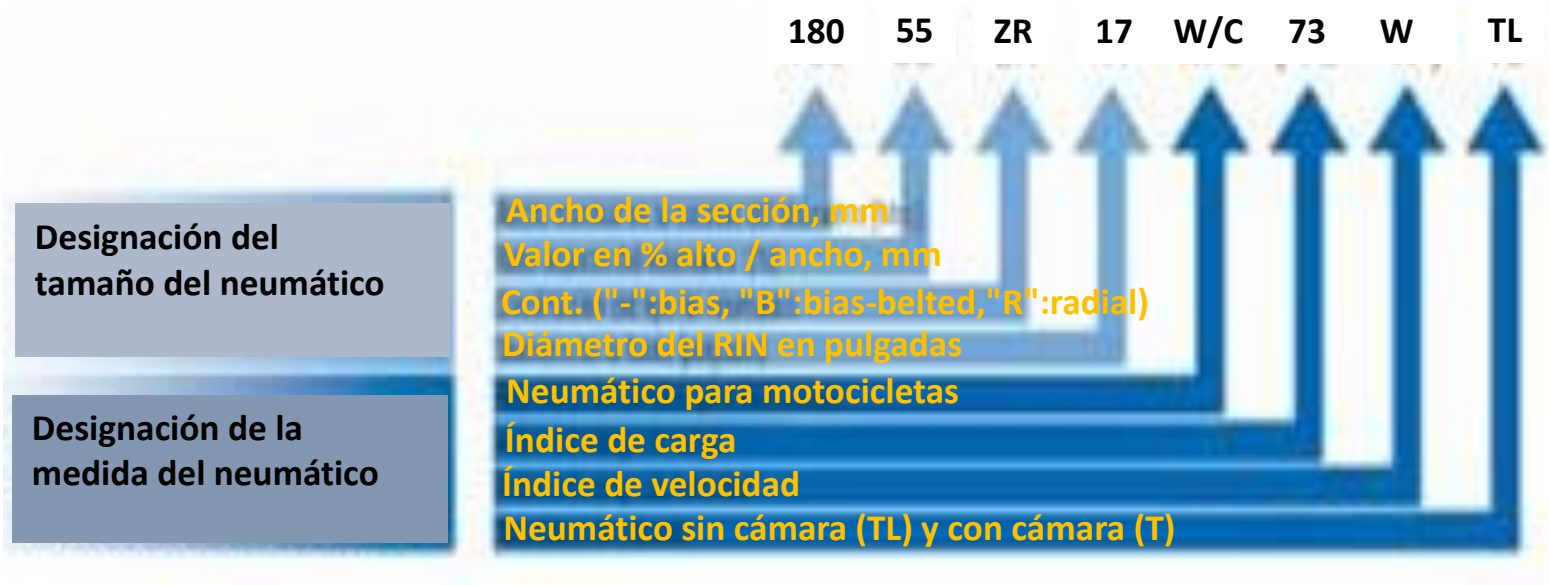 180 55 ZR 17 W/C 73 W TL
Designación del
tamaño del neumático
Ancho de la sección, mm
Valor en % alto / ancho, mm
Cont. ("-":bias, "B":bias-belted,"R":radial)
Diámetro del RIN en pulgadas
Designación de la
medida del neumático
Neumático para motocicletas
Índice de carga
Índice de velocidad
Neumático sin cámara (TL) y con cámara (T)